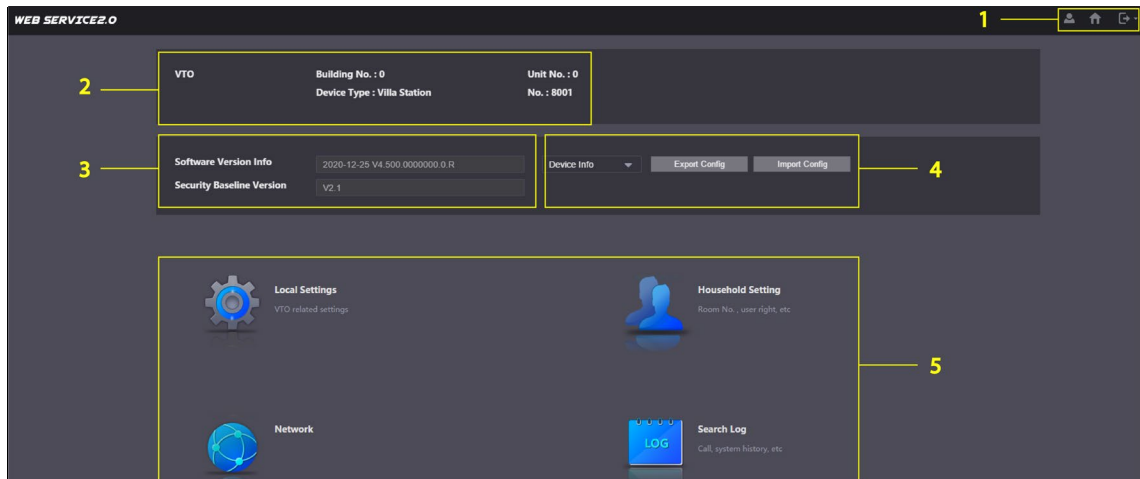 WEB SERVICE2.0
1
2
VTO Building No. : 0 Unit No. : 0
Device Type : Villa Station No. : 8001
3
Software Version Info 2020-12-25 V4.500.0000000.0.R Device Info Export Config Import Config
4
Security Baseline Version V2.1
Local Settings Household Setting
VTO related settings Room No. , user right, etc
5
Network Search Log
LOG Call, system history, etc